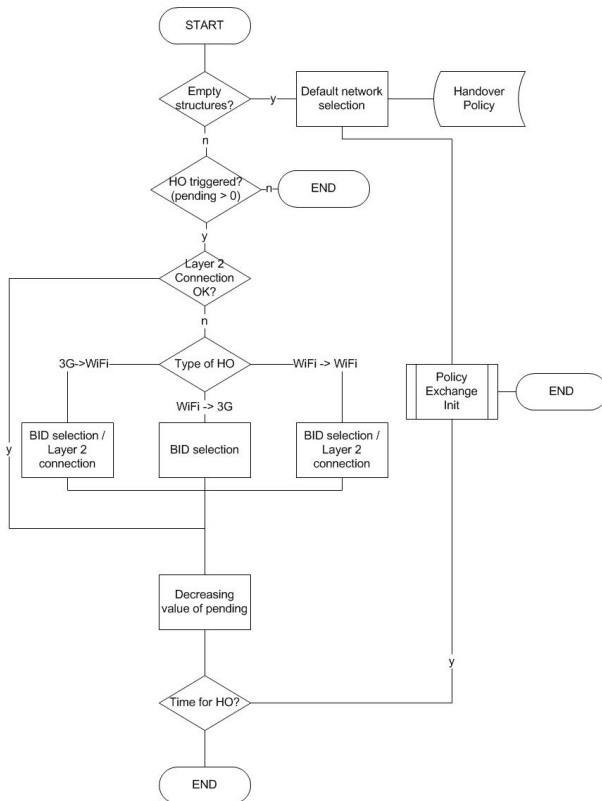 START
Empty
structures?
y
Default network
selection
Handover
Policy
n
HO triggered?
(pending > 0)
n
END
y
Layer 2
Connection
OK?
n
3G->WiFi
Type of HO
WiFi -> WiFi
WiFi -> 3G
Policy
Exchange
Init
END
BID selection /
Layer 2
connection
BID selection
BID selection /
Layer 2
connection
y
Decreasing
value of pending
y
Time for HO?
END